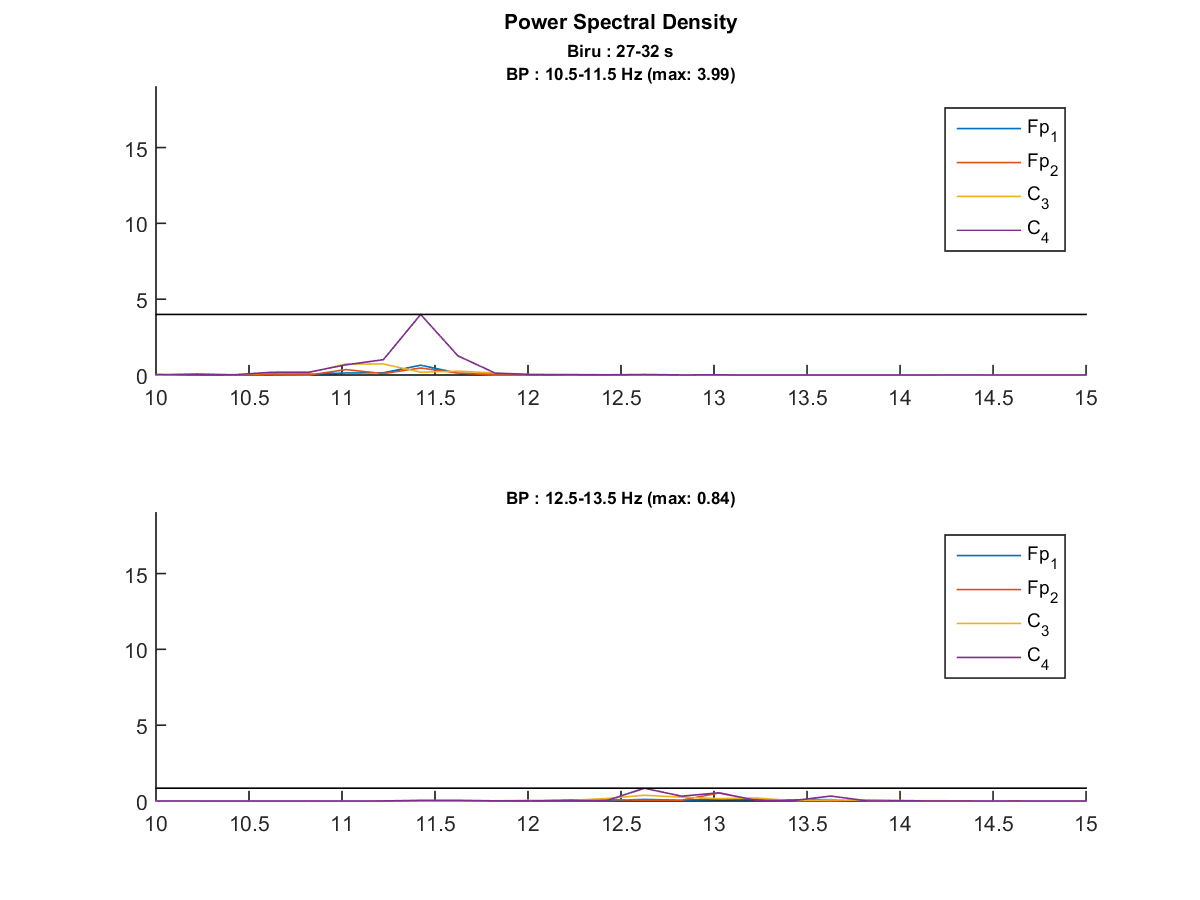 Power Spectral Density
Biru : 27-32 s
BP : 10.5-11.5 Hz (max: 3.99)
15
10
5
0
10 10.5 11 11.5 12 12.5 13 13.5 14 14.5 15
Fp1
Fp2
C3
C4
BP : 12.5-13.5 Hz (max: 0.84)
15
10
5
0
10 10.5 11 11.5 12 12.5 13 13.5 14 14.5 15
Fp1
Fp2
C3
C4